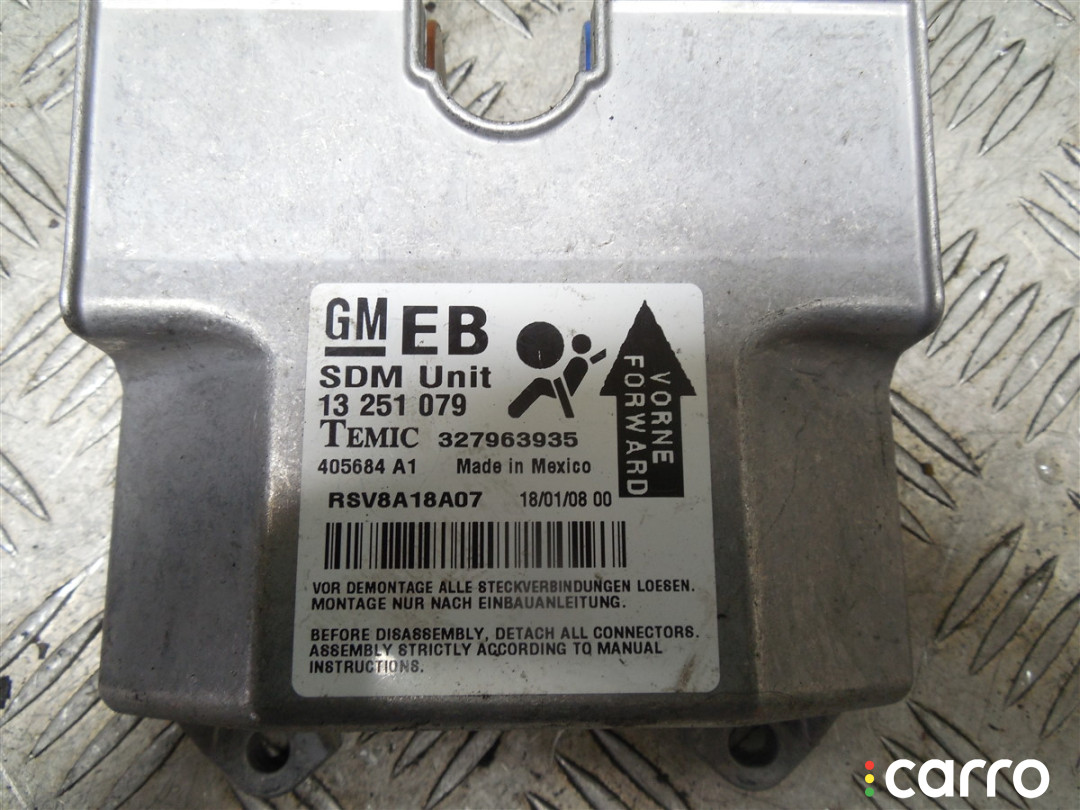 GM EB
SDM Unit
13 251 079
TEMIC 327963935
405684 A1 Made in Mexico
RSV8A18A07 18/01/08 00
VORNE
FORWARD
VOR DEMONTAGE ALLE STECKVERBINDUNGEN LOESEN.
MONTAGE NUR NACH EINBAUANLEITUNG.
BEFORE DISASSEMBLY, DETACH ALL CONNECTORS.
ASSEMBLY STRICTLY ACCORDING TO MANUAL
INSTRUCTIONS.
carro